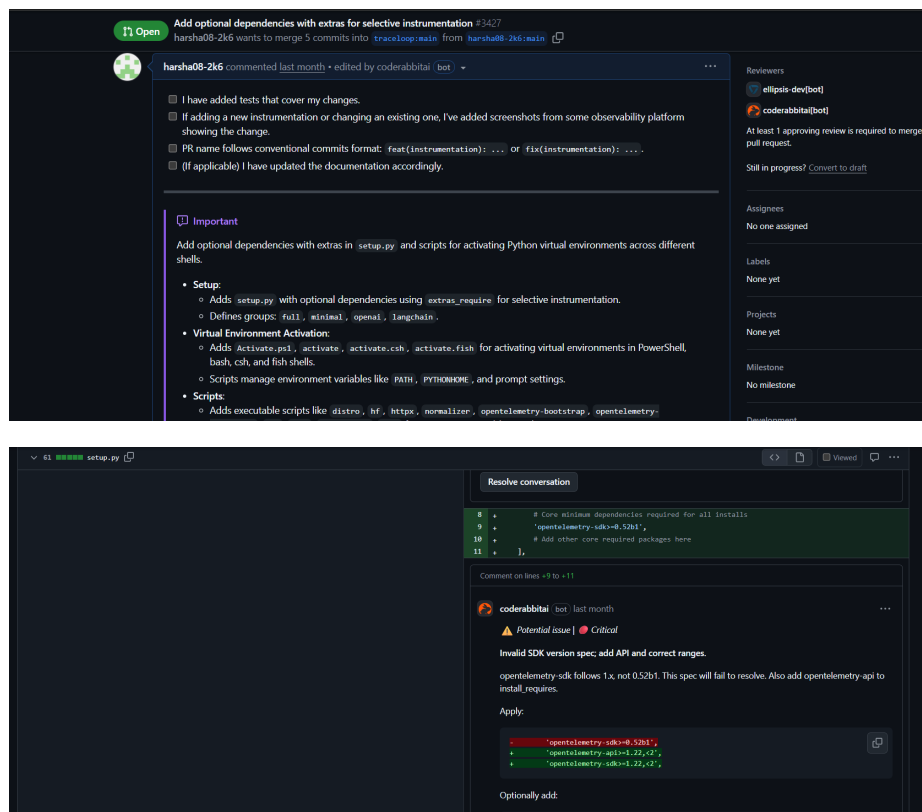 Open
Add optional dependencies with extras for selective instrumentation #3427
harsha08-2k6 wants to merge 5 commits into traceloop:main from harsha08-2k6:main
harsha08-2k6 commented last month • edited by coderabbitai bot
I have added tests that cover my changes.
If adding a new instrumentation or changing an existing one, I've added screenshots from some observability platform
showing the change.
PR name follows conventional commits format: feat(instrumentation): ... or fix(instrumentation): ... .
(If applicable) I have updated the documentation accordingly.
Important
Add optional dependencies with extras in setup.py and scripts for activating Python virtual environments across different
shells.
• Setup:
Adds setup.py with optional dependencies using extras_require for selective instrumentation.
Defines groups: full , minimal , openai , langchain .
• Virtual Environment Activation:
Adds Activate.ps1 , activate , activate.csh , activate.fish for activating virtual environments in PowerShell,
bash, csh, and fish shells.
Scripts manage environment variables like PATH , PYTHONHOME , and prompt settings.
• Scripts:
Adds executable scripts like distro , hf , httpx , normalizer , opentelemetry-bootstrap , opentelemetry-
Reviewers
ellipsis-dev[bot]
coderabbitai[bot]
At least 1 approving review is required to merge
pull request.
Still in progress? Convert to draft
Assignees
No one assigned
Labels
None yet
Projects
None yet
Milestone
No milestone
Development
61 setup.py
Viewed
Resolve conversation
8 + # Core minimum dependencies required for all installs
9 + 'opentelemetry-sdk>=0.52b1',
10 + # Add other core required packages here
11 + ],
Comment on lines +9 to +11
coderabbitai bot last month
Potential issue | Critical
Invalid SDK version spec; add API and correct ranges.
opentelemetry-sdk follows 1.x, not 0.52b1. This spec will fail to resolve. Also add opentelemetry-api to
install_requires.
Apply:
- 'opentelemetry-sdk>=0.52b1',
+ 'opentelemetry-api>=1.22,<2',
+ 'opentelemetry-sdk>=1.22,<2',
Optionally add: